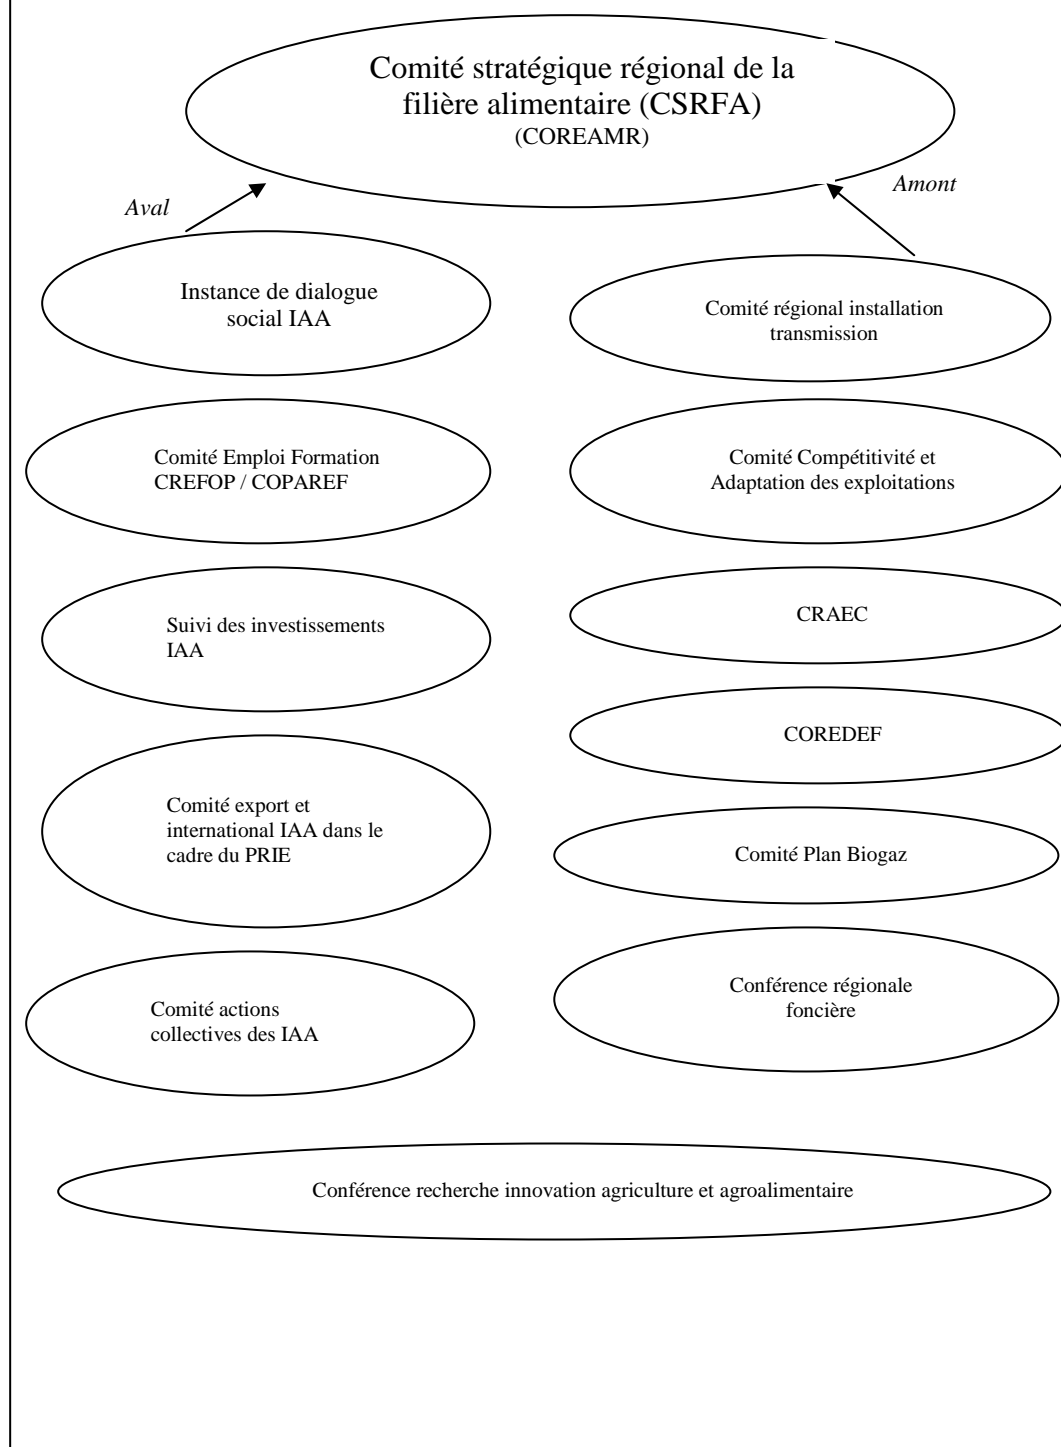 Comité stratégique régional de la
filière alimentaire (CSRFA)
(COREAMR)
Aval
Amont
Instance de dialogue
social IAA
Comité régional installation
transmission
Comité Emploi Formation
CREFOP / COPAREF
Comité Compétitivité et
Adaptation des exploitations
Suivi des investissements
IAA
CRAEC
COREDEF
Comité export et
international IAA dans le
cadre du PRIE
Comité Plan Biogaz
Comité actions
collectives des IAA
Conférence régionale
foncière
Conférence recherche innovation agriculture et agroalimentaire